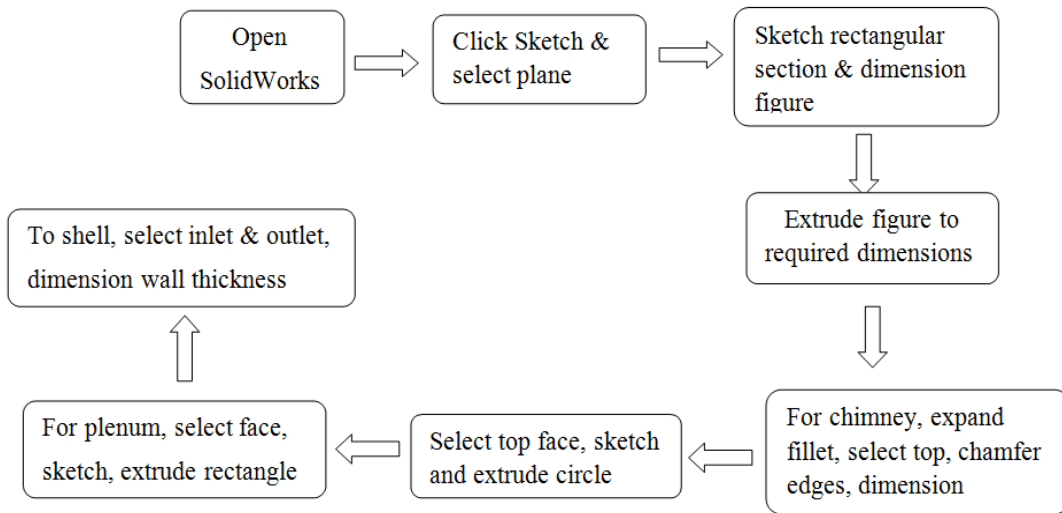 Open
SolidWorks
Click Sketch &
select plane
Sketch rectangular
section & dimension
figure
Extrude figure to
required dimensions
For chimney, expand
fillet, select top, chamfer
edges, dimension
Select top face, sketch
and extrude circle
For plenum, select face,
sketch, extrude rectangle
To shell, select inlet & outlet,
dimension wall thickness